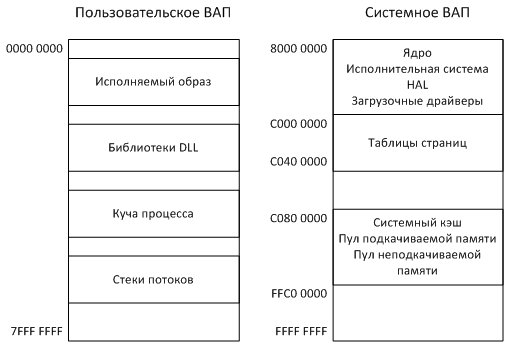 Пользовательское ВАП
0000 0000
Исполняемый образ
Библиотеки DLL
Куча процесса
Стеки потоков
7FFF FFFF
Системное ВАП
8000 0000
Ядро
Исполнительная система
HAL
Загрузочные драйверы
C000 0000
Таблицы страниц
C040 0000
C080 0000
Системный кэш
Пул подкачиваемой памяти
Пул неподкачиваемой
памяти
FFC0 0000
FFFF FFFF